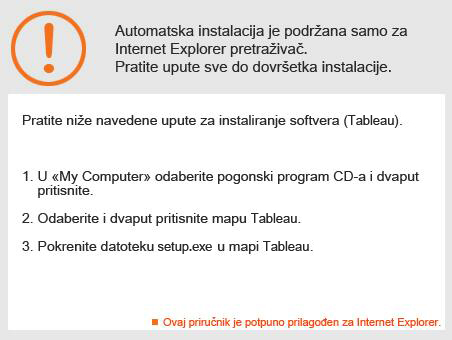 Automatska instalacija je podržana samo za
Internet Explorer pretraživač.
Pratite upute sve do dovršetka instalacije.
Pratite niže navedene upute za instaliranje softvera (Tableau).
1. U «My Computer» odaberite pogonski program CD-a i dvaput
pritisnite.
2. Odaberite i dvaput pritisnite mapu Tableau.
3. Pokrenite datoteku setup.exe u mapi Tableau.
Ovaj priručnik je potpuno prilagođen za Internet Explorer.